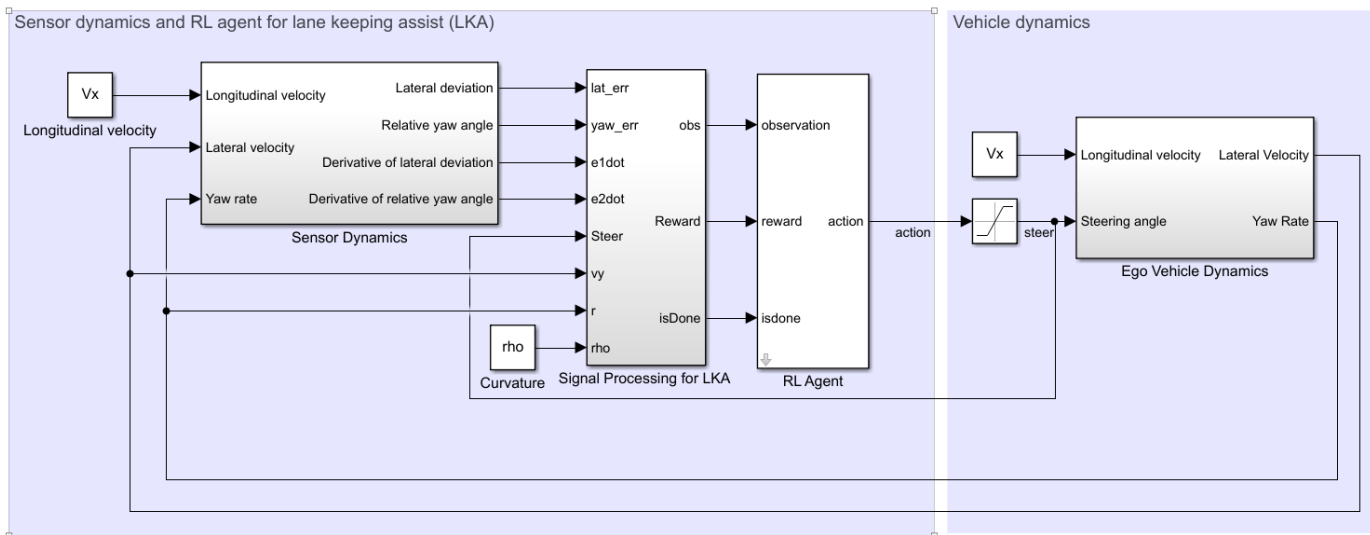 Sensor dynamics and RL agent for lane keeping assist (LKA)
Vx
Longitudinal velocity
Longitudinal velocity
Lateral velocity
Yaw rate
Lateral deviation
Relative yaw angle
Derivative of lateral deviation
Derivative of relative yaw angle
Sensor Dynamics
rho
Curvature
lat_err
yaw_err
e1dot
e2dot
Steer
vy
r
rho
obs
Reward
isDone
Signal Processing for LKA
observation
reward
isdone
action
RL Agent
action
Vehicle dynamics
Vx
steer
Longitudinal velocity
Steering angle
Lateral Velocity
Yaw Rate
Ego Vehicle Dynamics